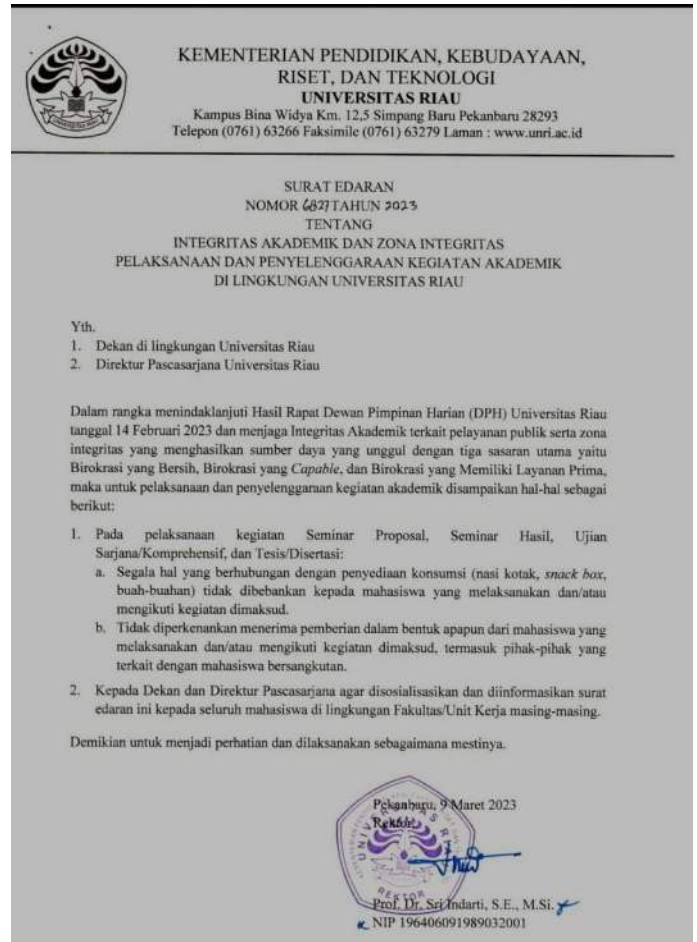 KEMENTERIAN PENDIDIKAN, KEBUDAYAAN,
RISET, DAN TEKNOLOGI
UNIVERSITAS RIAU
Kampus Bina Widya Km. 12,5 Simpang Baru Pekanbaru 28293
Telepon (0761) 63266 Faksimile (0761) 63279 Laman : www.unri.ac.id
SURAT EDARAN
NOMOR 6827 TAHUN 2023
TENTANG
INTEGRITAS AKADEMIK DAN ZONA INTEGRITAS
PELAKSANAAN DAN PENYELENGGARAAN KEGIATAN AKADEMIK
DI LINGKUNGAN UNIVERSITAS RIAU
Yth.
1. Dekan di lingkungan Universitas Riau
2. Direktur Pascasarjana Universitas Riau
Dalam rangka menindaklanjuti Hasil Rapat Dewan Pimpinan Harian (DPH) Universitas Riau
tanggal 14 Februari 2023 dan menjaga Integritas Akademik terkait pelayanan publik serta zona
integritas yang menghasilkan sumber daya yang unggul dengan tiga sasaran utama yaitu
Birokrasi yang Bersih, Birokrasi yang Capable, dan Birokrasi yang Memiliki Layanan Prima,
maka untuk pelaksanaan dan penyelenggaraan kegiatan akademik disampaikan hal-hal sebagai
berikut:
1. Pada pelaksanaan kegiatan Seminar Proposal, Seminar Hasil, Ujian
Sarjana/Komprehensif, dan Tesis/Disertasi:
a. Segala hal yang berhubungan dengan penyediaan konsumsi (nasi kotak, snack box,
buah-buahan) tidak dibebankan kepada mahasiswa yang melaksanakan dan/atau
mengikuti kegiatan dimaksud.
b. Tidak diperkenankan menerima pemberian dalam bentuk apapun dari mahasiswa yang
melaksanakan dan/atau mengikuti kegiatan dimaksud, termasuk pihak-pihak yang
terkait dengan mahasiswa bersangkutan.
2. Kepada Dekan dan Direktur Pascasarjana agar disosialisasikan dan diinformasikan surat
edaran ini kepada seluruh mahasiswa di lingkungan Fakultas/Unit Kerja masing-masing.
Demikian untuk menjadi perhatian dan dilaksanakan sebagaimana mestinya.
Pekanbaru, 9 Maret 2023
Rektor,
UNIVERSITAS RIAU
REKTOR
Prof. Dr. Sri Indarti, S.E., M.Si.
NIP 196406091989032001